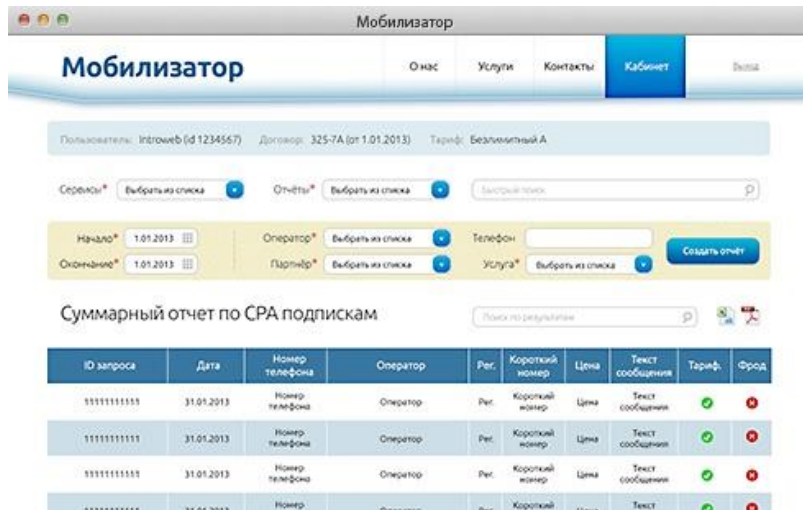 Мобилизатор
Мобилизатор О нас Услуги Контакты Кабинет Выход
Пользователь: Introweb (id 1234567) Договор: 325-7А (от 1.01.2013) Тариф: Безлимитный А
Сервисы* Выбрать из списка Отчёты* Выбрать из списка Быстрый поиск
Начало* 1.01.2013 Оператор* Выбрать из списка Телефон
Создать отчёт
Окончание* 1.01.2013 Партнёр* Выбрать из списка Услуга* Выбрать из списка
Суммарный отчет по CPA подпискам Поиск по результатам
ID запроса Дата Номер телефона Оператор Рег. Короткий номер Цена Текст сообщения Тариф. Фрод
11111111111 31.01.2013 Номер телефона Оператор Рег. Короткий номер Цена Текст сообщения
11111111111 31.01.2013 Номер телефона Оператор Рег. Короткий номер Цена Текст сообщения
11111111111 31.01.2013 Номер телефона Оператор Рег. Короткий номер Цена Текст сообщения
Номер Короткий Текст